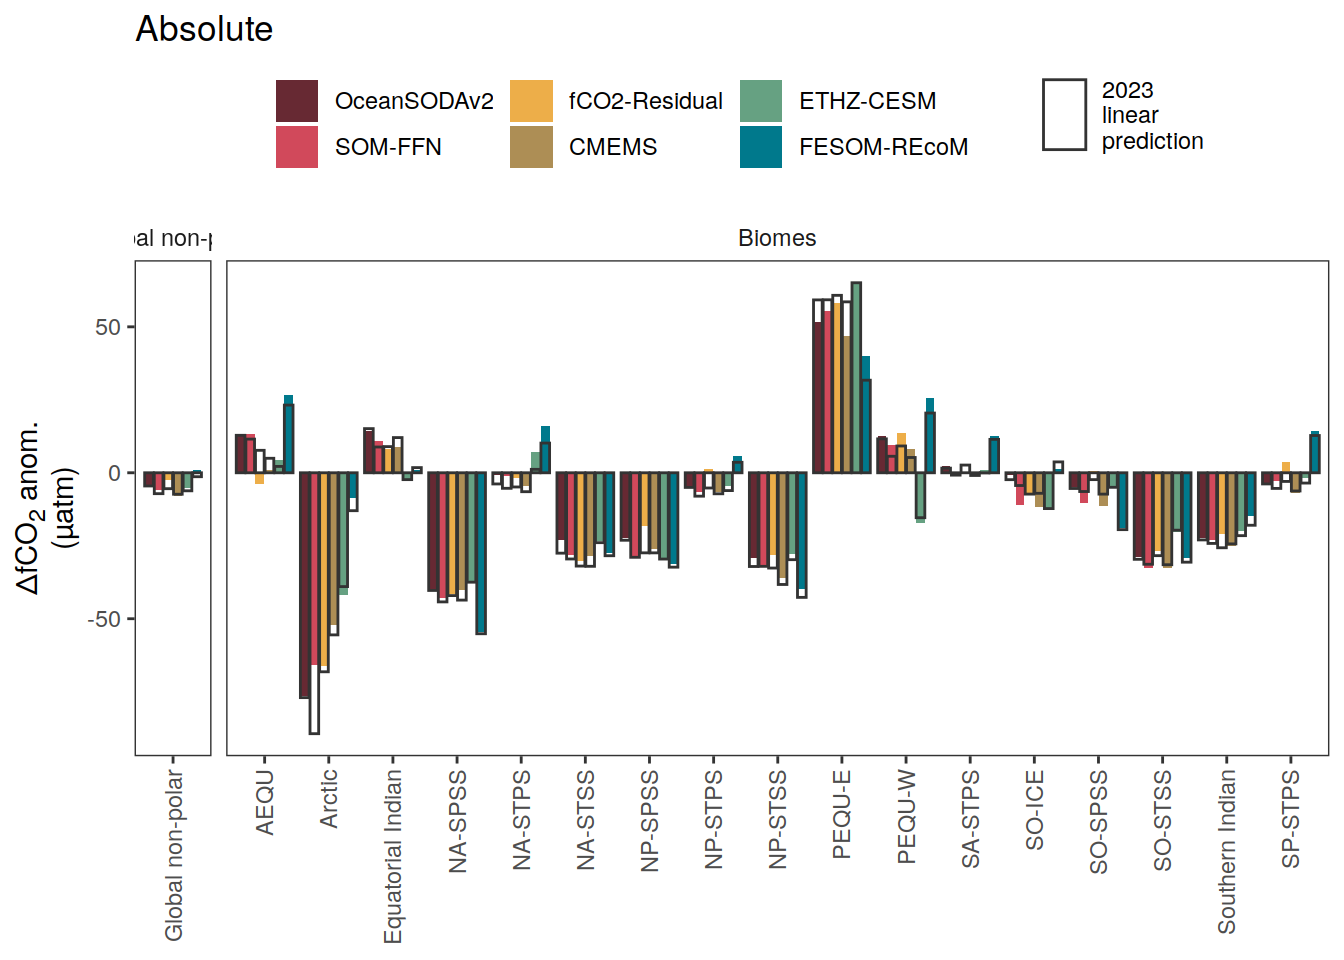 Absolute
OceanSODAv2
fCO2-Residual
ETHZ-CESM
SOM-FFN
CMEMS
FESOM-REcoM
2023
linear
prediction
al non-
Biomes
ΔfCO2 anom.
(µatm)
50
0
-50
Global non-polar
AEQU
Arctic
Equatorial Indian
NA-SPSS
NA-STPS
NA-STSS
NP-SPSS
NP-STPS
NP-STSS
PEQU-E
PEQU-W
SA-STPS
SO-ICE
SO-SPSS
SO-STSS
Southern Indian
SP-STPS